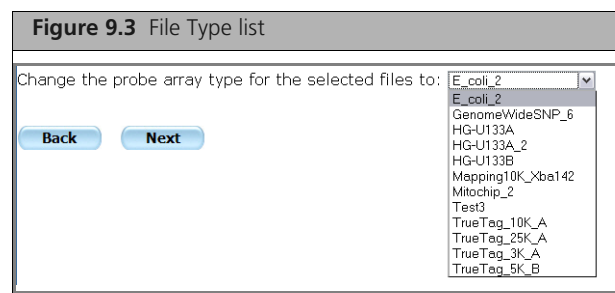 Figure 9.3 File Type list
Change the probe array type for the selected files to: E_coli_2
E_coli_2
GenomeWideSNP_6
HG-U133A
HG-U133A_2
HG-U133B
Mapping10K_Xba142
Mitochip_2
Test3
TrueTag_10K_A
TrueTag_25K_A
TrueTag_3K_A
TrueTag_5K_B
Back Next